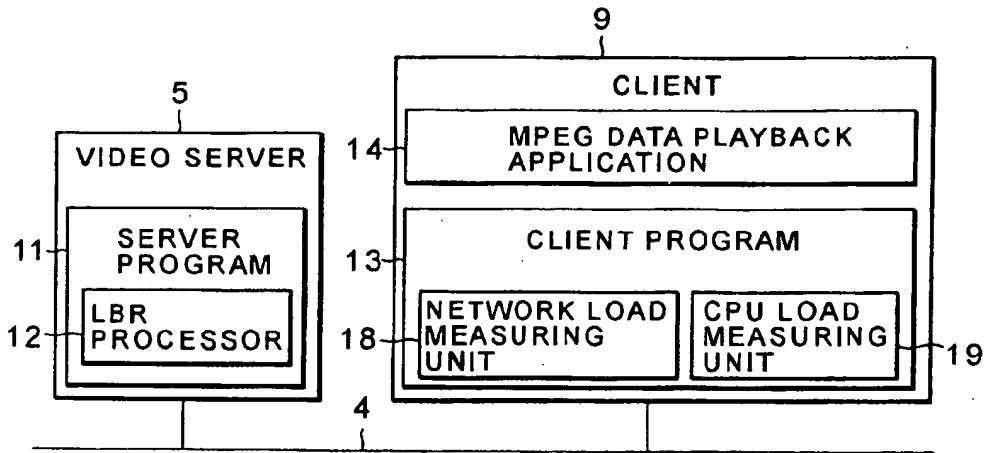 9
5
CLIENT
VIDEO SERVER
14
MPEG DATA PLAYBACK
APPLICATION
11
SERVER
PROGRAM
13
CLIENT PROGRAM
12
LBR
PROCESSOR
18
NETWORK LOAD
MEASURING
UNIT
CPU LOAD
MEASURING
UNIT
19
4